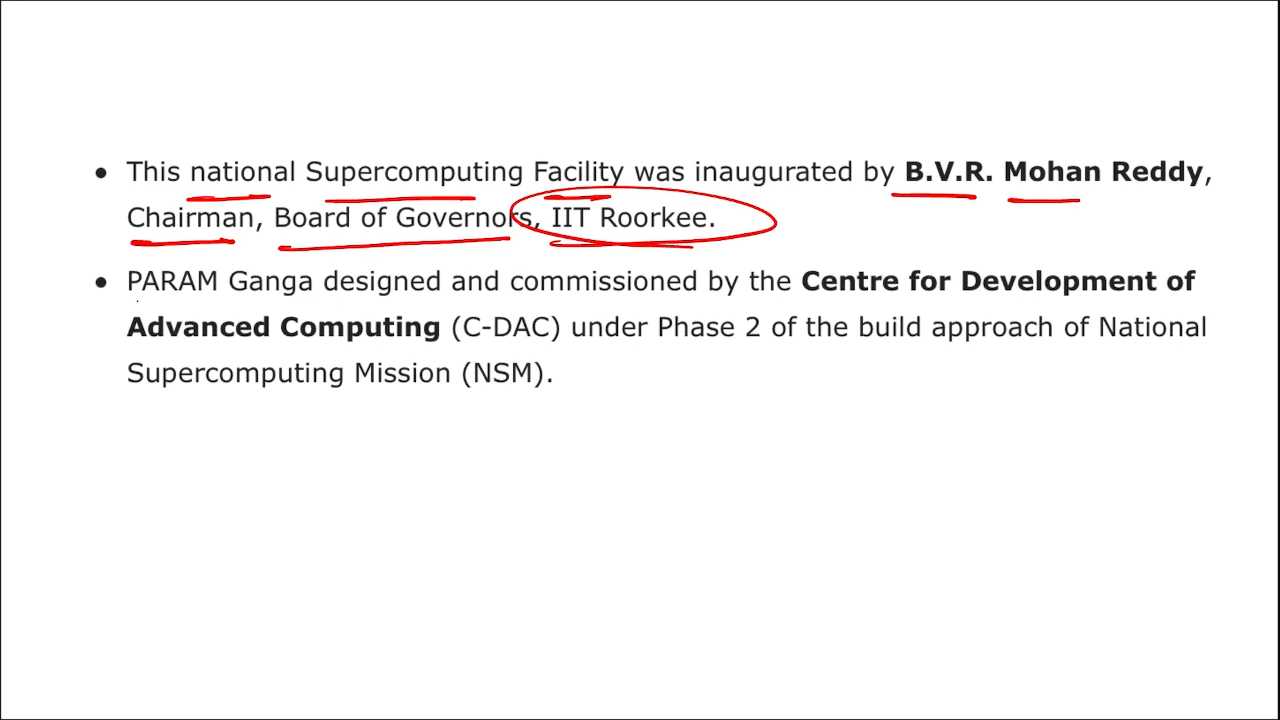 • This national Supercomputing Facility was inaugurated by B.V.R. Mohan Reddy,
Chairman, Board of Governors, IIT Roorkee.
• PARAM Ganga designed and commissioned by the Centre for Development of
Advanced Computing (C-DAC) under Phase 2 of the build approach of National
Supercomputing Mission (NSM).